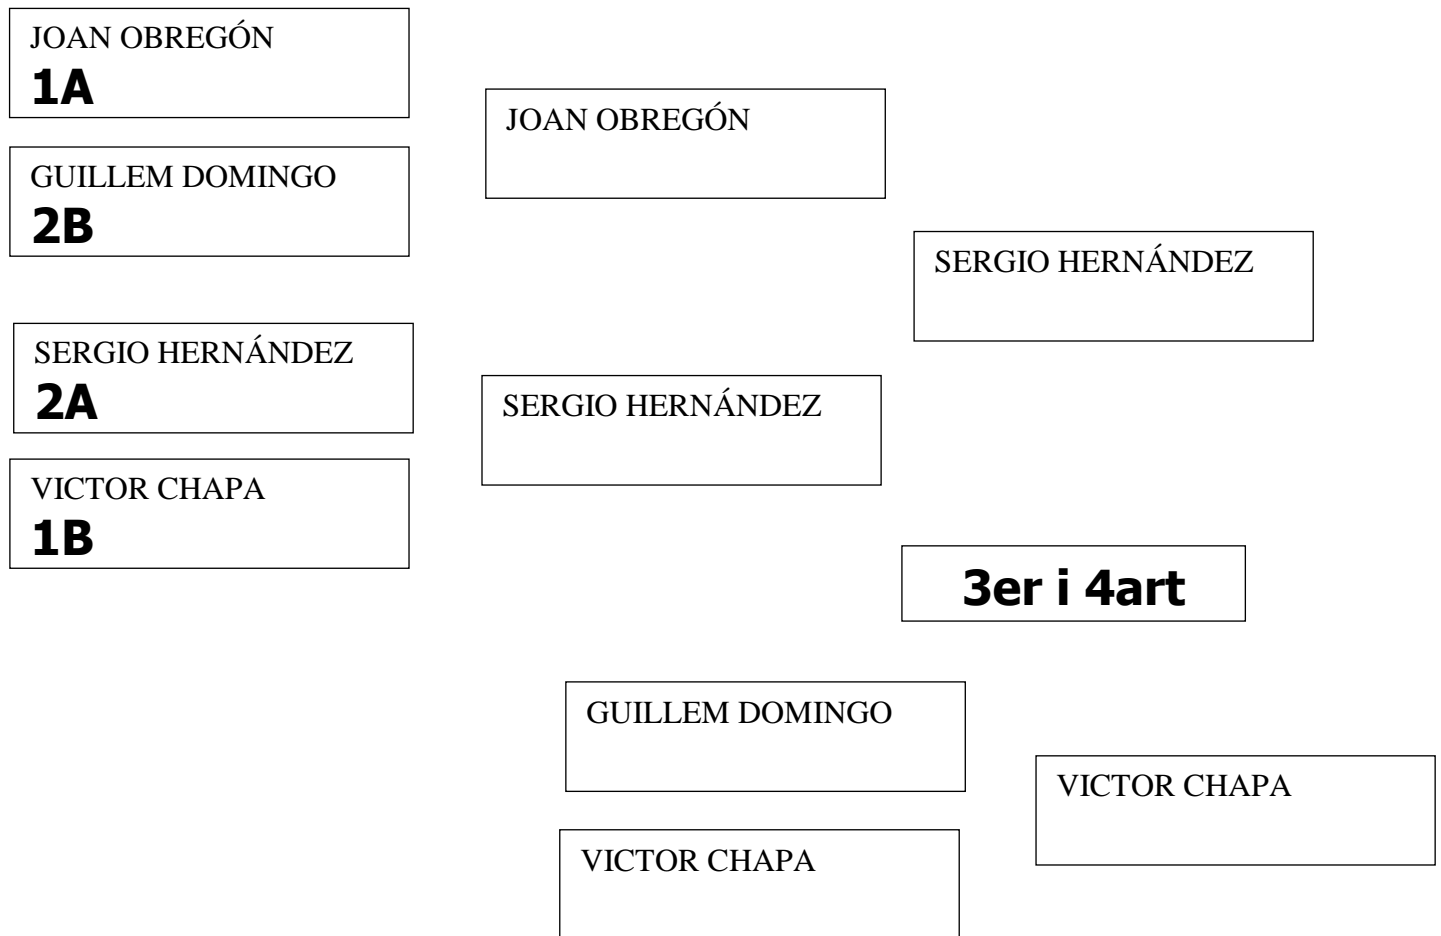 JOAN OBREGÓN
1A
GUILLEM DOMINGO
2B
SERGIO HERNÁNDEZ
2A
VICTOR CHAPA
1B
JOAN OBREGÓN
SERGIO HERNÁNDEZ
SERGIO HERNÁNDEZ
3er i 4art
GUILLEM DOMINGO
VICTOR CHAPA
VICTOR CHAPA